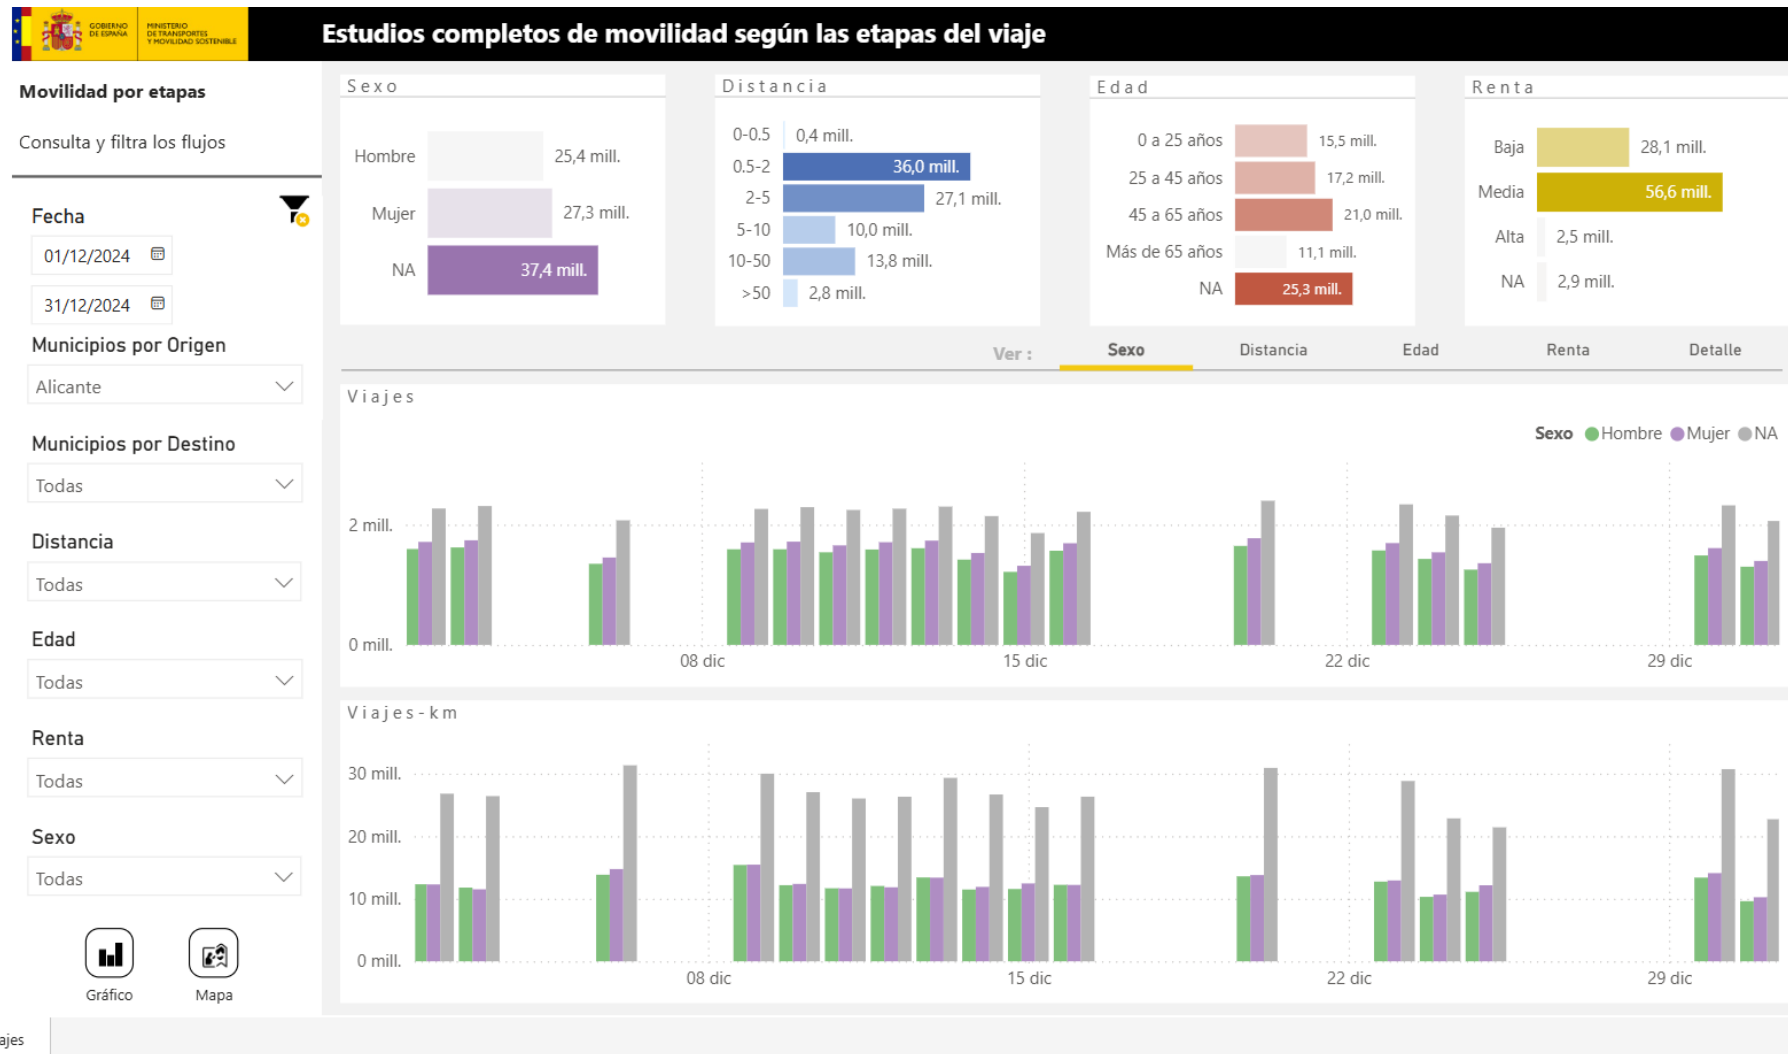 GOBIERNO
DE ESPAÑA
MINISTERIO
DE TRANSPORTES
Y MOVILIDAD SOSTENIBLE
Estudios completos de movilidad según las etapas del viaje
Movilidad por etapas
Consulta y filtra los flujos
Fecha
01/12/2024
31/12/2024
Municipios por Origen
Alicante
Municipios por Destino
Todas
Distancia
Todas
Edad
Todas
Renta
Todas
Sexo
Todas
Gráfico
Mapa
ajes
Sexo
Hombre 25,4 mill.
Mujer 27,3 mill.
NA 37,4 mill.
Distancia
0-0.5 0,4 mill.
0.5-2 36,0 mill.
2-5 27,1 mill.
5-10 10,0 mill.
10-50 13,8 mill.
>50 2,8 mill.
Edad
0 a 25 años 15,5 mill.
25 a 45 años 17,2 mill.
45 a 65 años 21,0 mill.
Más de 65 años 11,1 mill.
NA 25,3 mill.
Renta
Baja 28,1 mill.
Media 56,6 mill.
Alta 2,5 mill.
NA 2,9 mill.
Ver : Sexo Distancia Edad Renta Detalle
Viajes
Sexo Hombre Mujer NA
2 mill.
0 mill.
08 dic 15 dic 22 dic 29 dic
Viajes-km
30 mill.
20 mill.
10 mill.
0 mill.
08 dic 15 dic 22 dic 29 dic